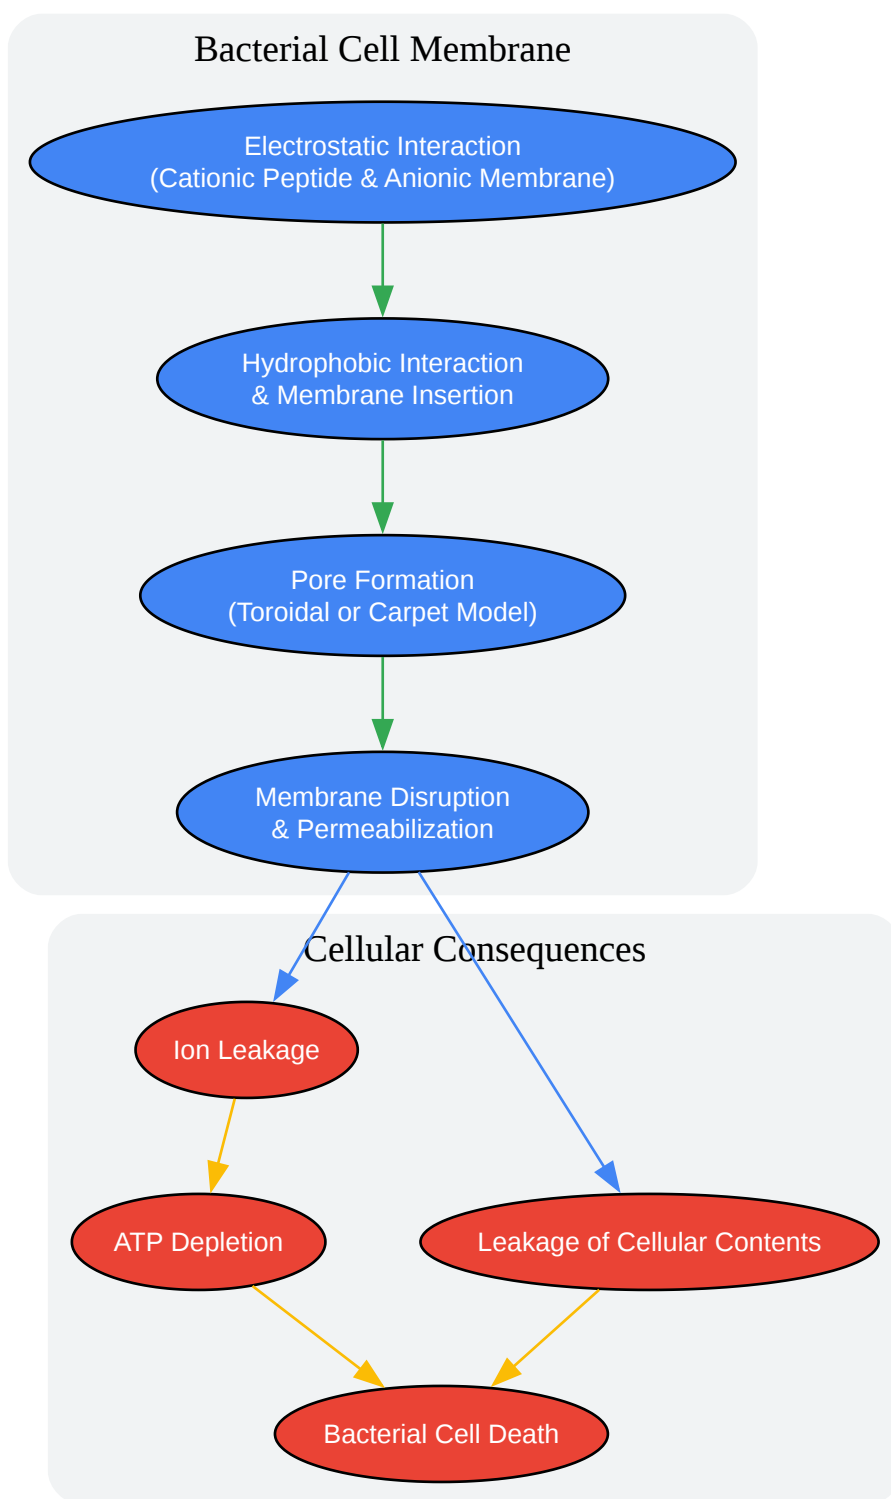 Bacterial Cell Membrane
Electrostatic Interaction
(Cationic Peptide & Anionic Membrane)
Hydrophobic Interaction
& Membrane Insertion
Pore Formation
(Toroidal or Carpet Model)
Membrane Disruption
& Permeabilization
Cellular Consequences
Ion Leakage
ATP Depletion
Leakage of Cellular Contents
Bacterial Cell Death